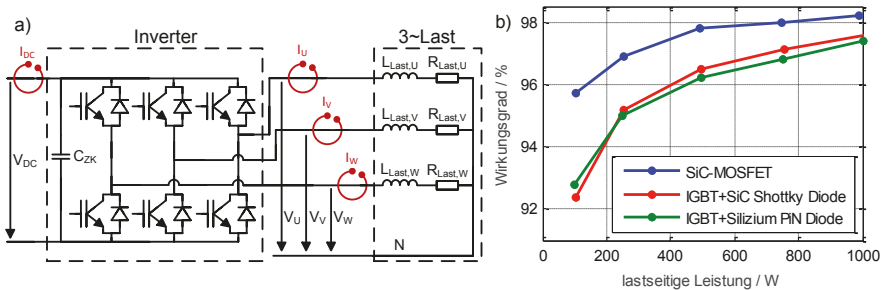 a)
Inverter
3~Last
I_DC
I_U
L_Last,U
R_Last,U
I_V
L_Last,V
R_Last,V
V_DC
C_ZK
I_W
L_Last,W
R_Last,W
V_U
V_V
V_W
N
b)
Wirkungsgrad / %
98
96
94
92
SiC-MOSFET
IGBT+SiC Shottky Diode
IGBT+Silizium PiN Diode
0
200
400
600
800
1000
lastseitige Leistung / W